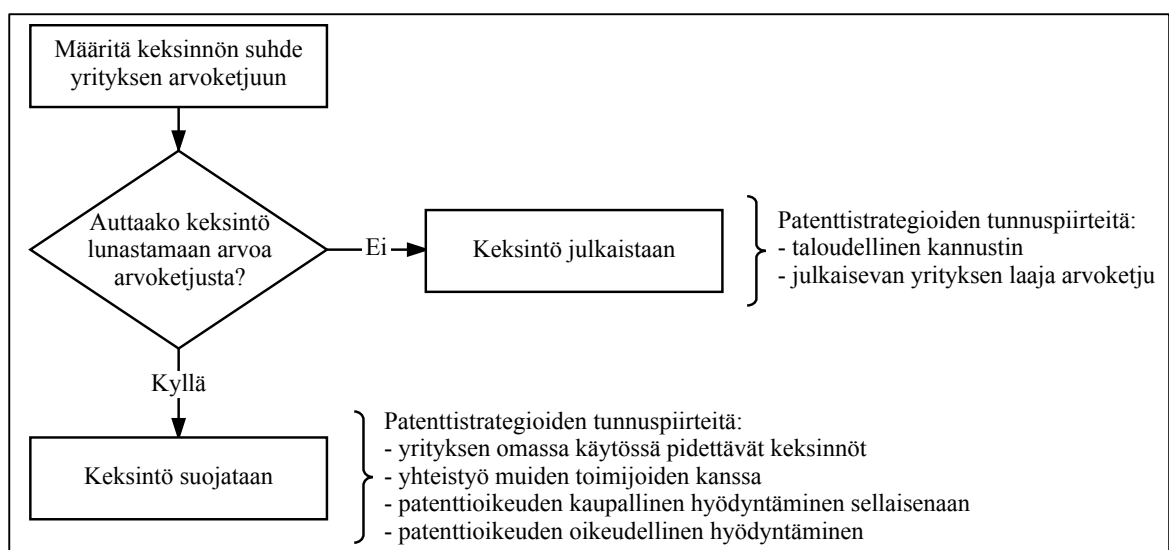 Määritä keksinnön suhde
yrityksen arvoketjuun
Auttaako keksintö
lunastamaan arvoa
arvoketjusta?
Ei
Keksintö julkaistaan
Patenttistrategioiden tunnuspiirteitä:
- taloudellinen kannustin
- julkaisevan yrityksen laaja arvoketju
Kyllä
Keksintö suojataan
Patenttistrategioiden tunnuspiirteitä:
- yrityksen omassa käytössä pidettävät keksinnöt
- yhteistyö muiden toimijoiden kanssa
- patenttioikeuden kaupallinen hyödyntäminen sellaisenaan
- patenttioikeuden oikeudellinen hyödyntäminen